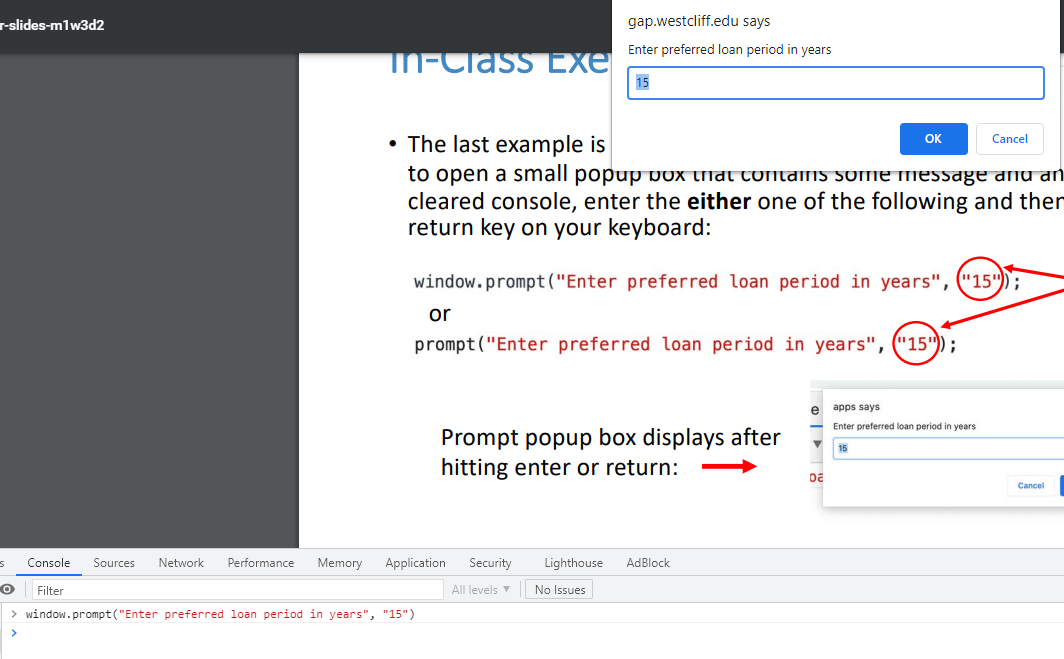 r-slides-m1w3d2
gap.westcliff.edu says
Enter preferred loan period in years
15
OK
Cancel
In-Class Exe
• The last example is
to open a small popup box that contains some message and an
cleared console, enter the either one of the following and then
return key on your keyboard:
window.prompt("Enter preferred loan period in years", "15");
or
prompt("Enter preferred loan period in years", "15");
Prompt popup box displays after
hitting enter or return:
e
apps says
Enter preferred loan period in years
15
oa
Cancel
s Console Sources Network Performance Memory Application Security Lighthouse AdBlock
Filter All levels ▼ No Issues
> window.prompt("Enter preferred loan period in years", "15")
>